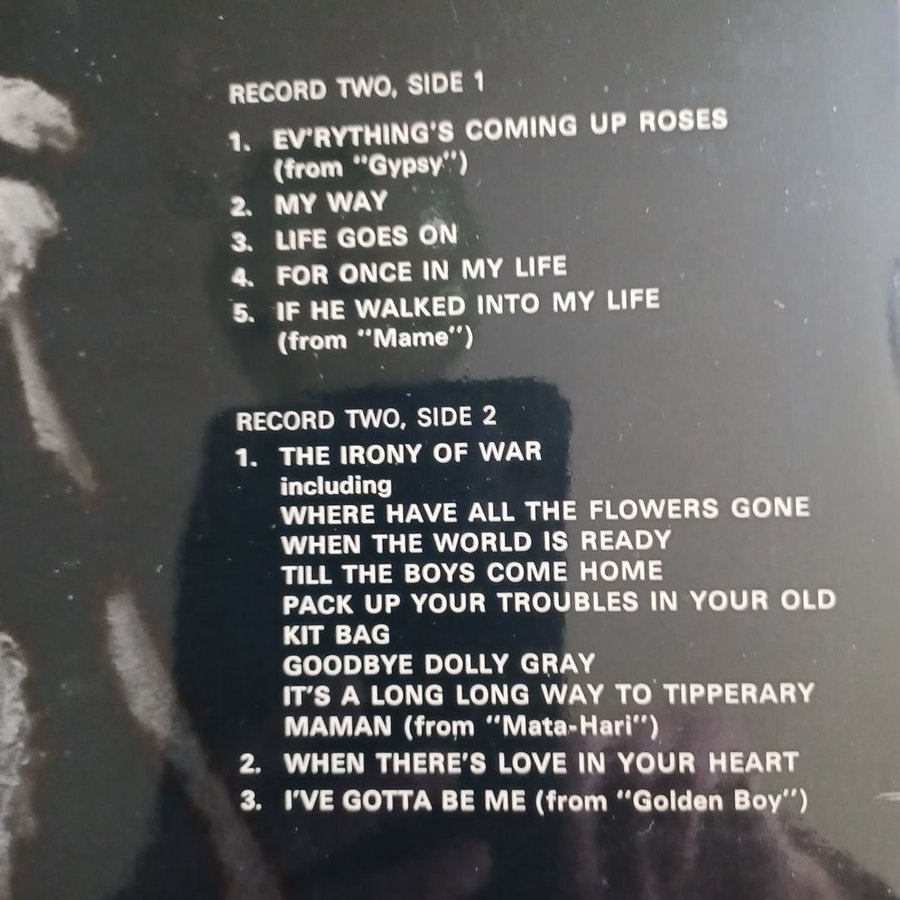 RECORD TWO, SIDE 1
1. EV'RYTHING'S COMING UP ROSES
(from "Gypsy")
2. MY WAY
3. LIFE GOES ON
4. FOR ONCE IN MY LIFE
5. IF HE WALKED INTO MY LIFE
(from "Mame")
RECORD TWO, SIDE 2
1. THE IRONY OF WAR
including
WHERE HAVE ALL THE FLOWERS GONE
WHEN THE WORLD IS READY
TILL THE BOYS COME HOME
PACK UP YOUR TROUBLES IN YOUR OLD
KIT BAG
GOODBYE DOLLY GRAY
IT'S A LONG LONG WAY TO TIPPERARY
MAMAN (from "Mata-Hari")
2. WHEN THERE'S LOVE IN YOUR HEART
3. I'VE GOTTA BE ME (from "Golden Boy")